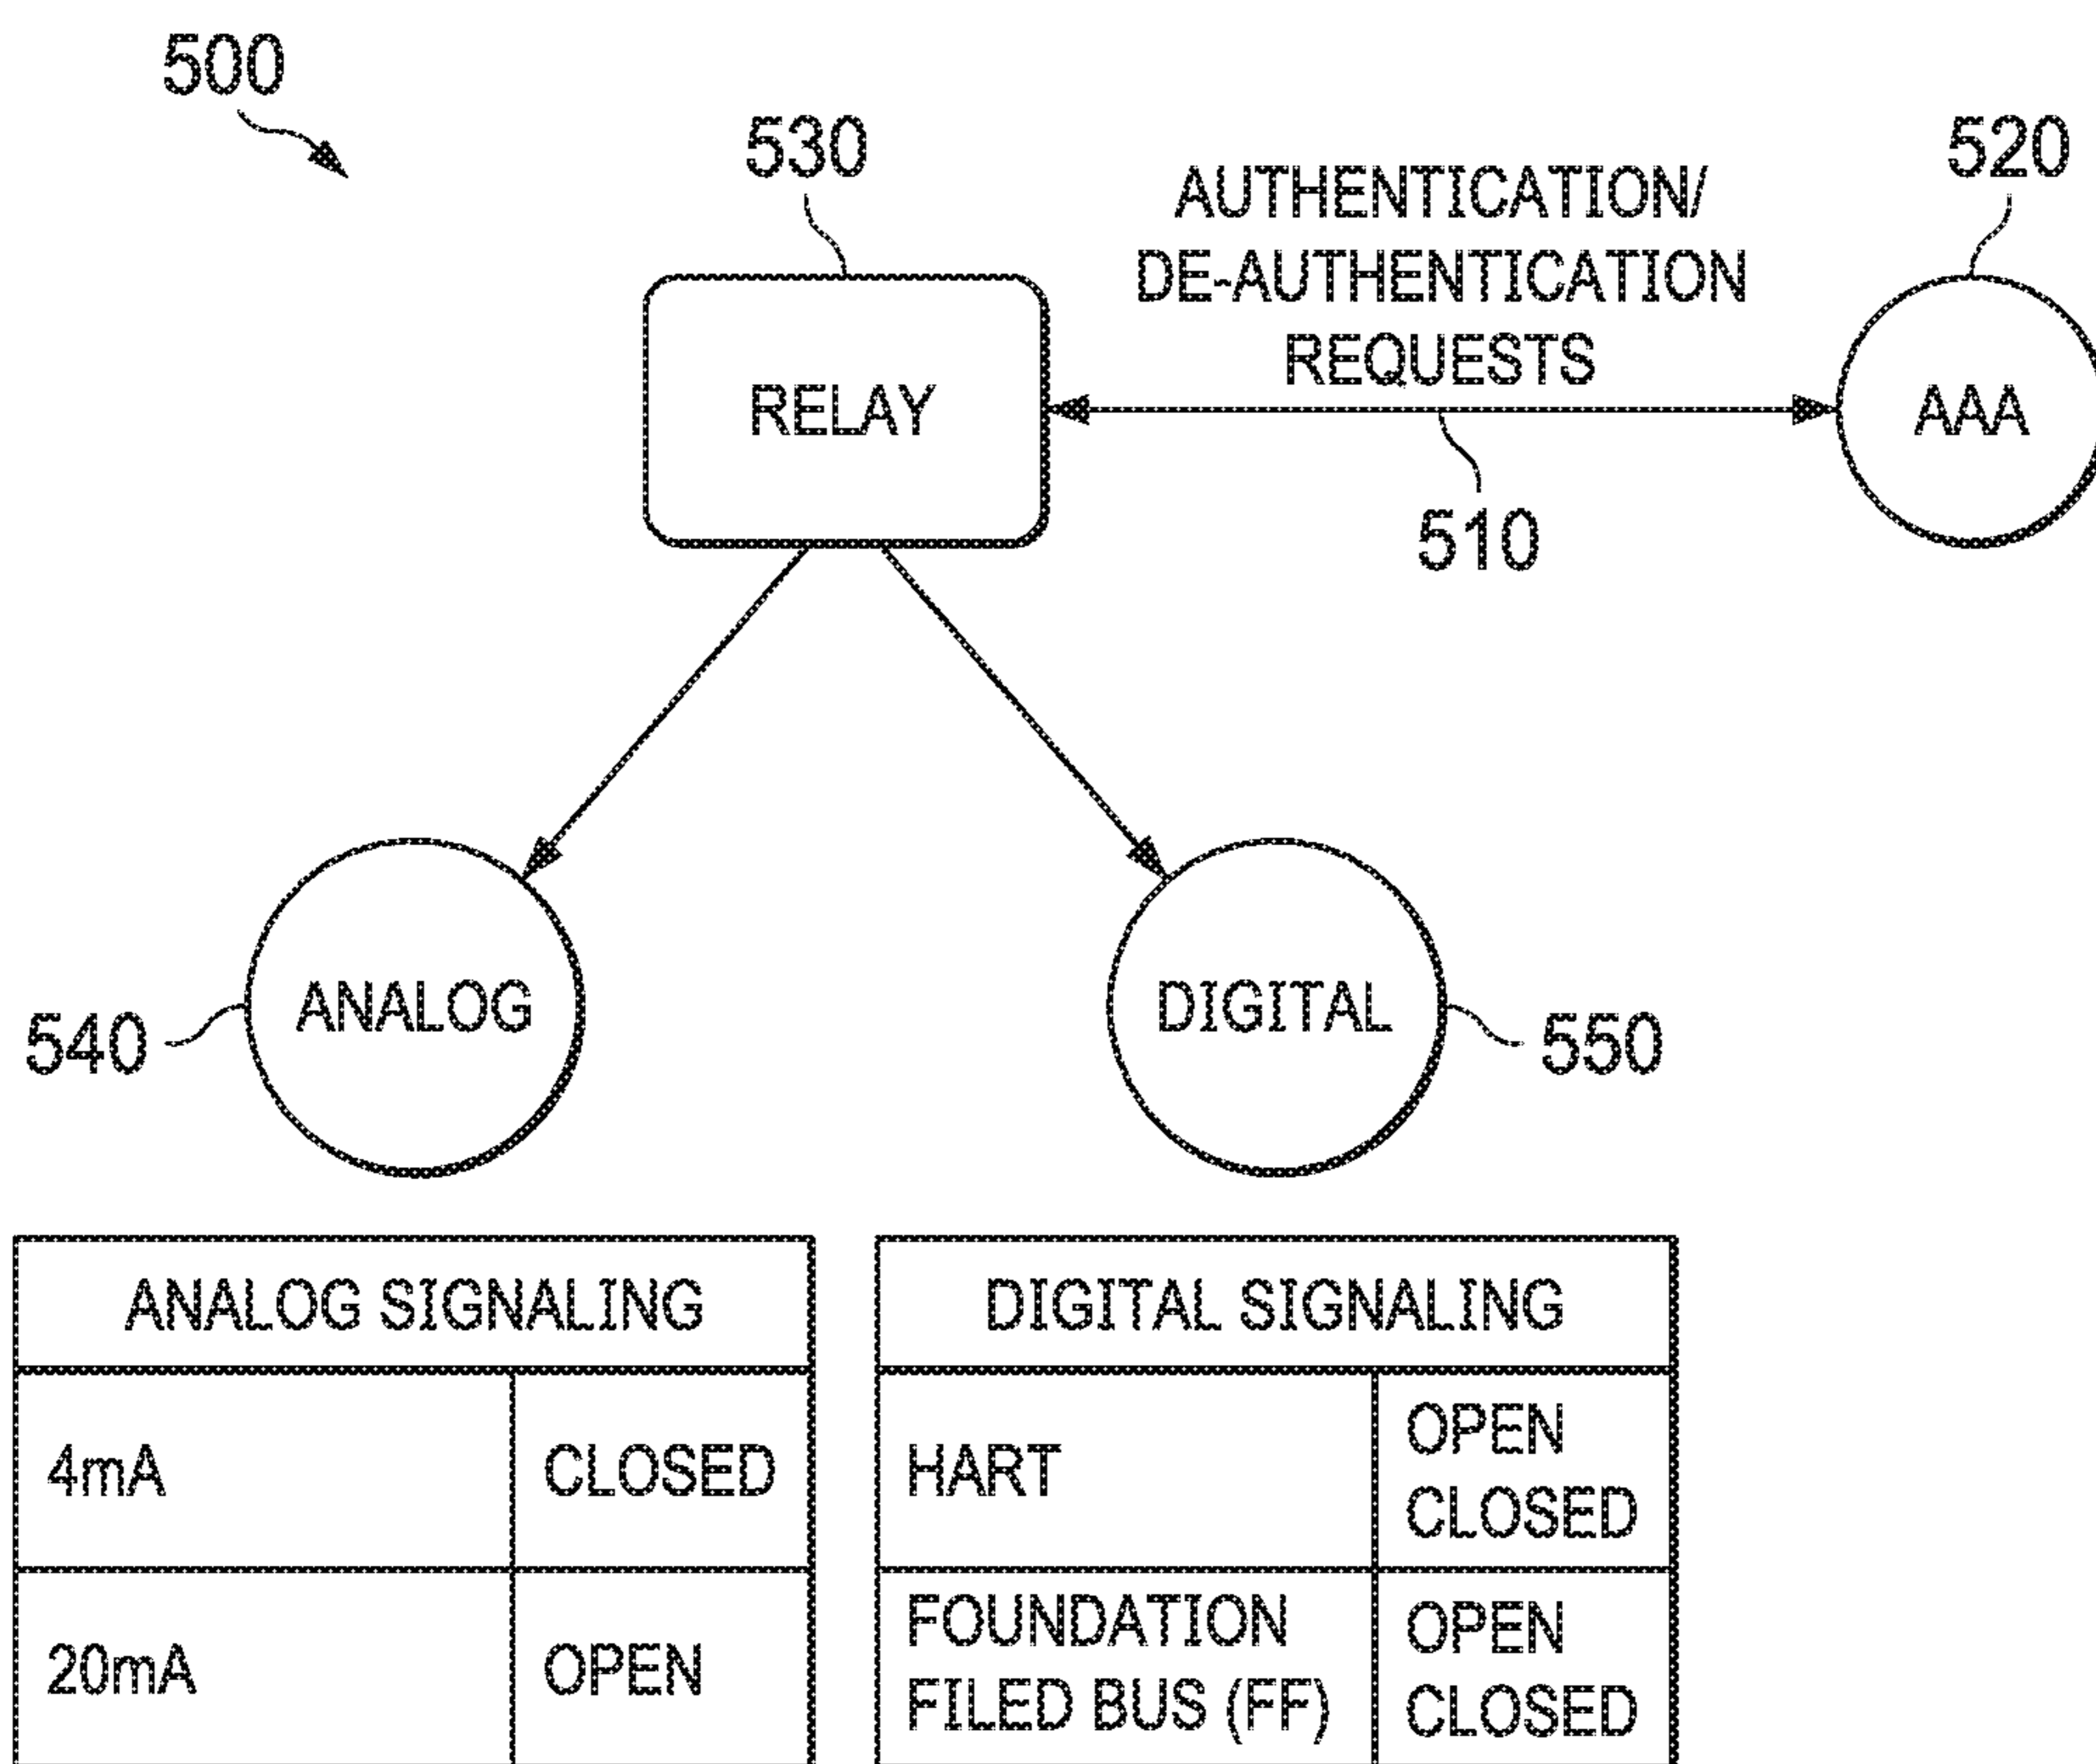 500
530
520
AUTHENTICATION/
DE-AUTHENTICATION
REQUESTS
RELAY
AAA
510
ANALOG
DIGITAL
540
550
ANALOG SIGNALING
4mA
CLOSED
20mA
OPEN
DIGITAL SIGNALING
HART
OPEN
CLOSED
FOUNDATION
FILED BUS (FF)
OPEN
CLOSED